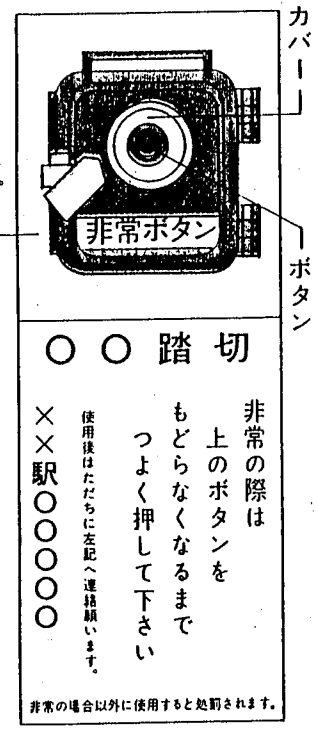 カバー
ボタン
非常ボタン
○○踏切
非常の際は
上のボタンを
もどらなくなるまで
つよく押して下さい
使用後はただちに左記へ連絡願います。
××駅○○○○○
非常の場合以外に使用すると処罰されます。